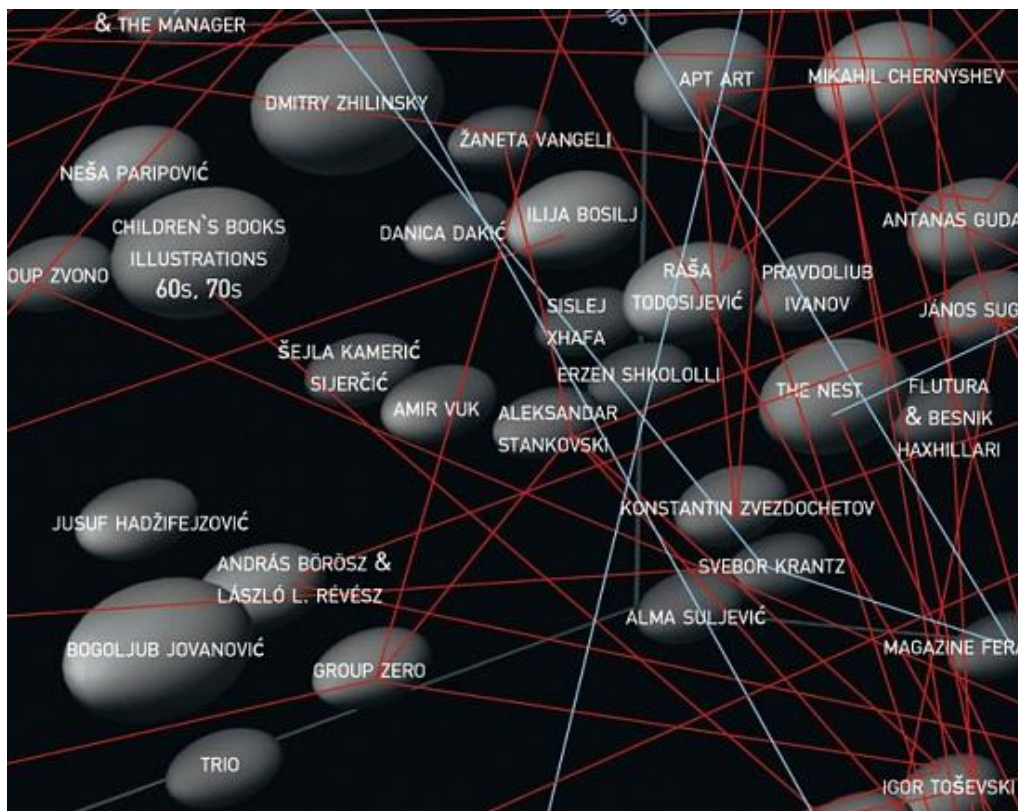 IP
& THE MANAGER
DMITRY ZHILINSKY
APT ART
MIKAHIL CHERNYSHEV
ŽANETA VANGELI
NEŠA PARIPOVIĆ
CHILDREN`S BOOKS
ILLUSTRATIONS
60S, 70S
OUP ZVONO
DANICA DAKIĆ
ILIJA BOSILJ
ANTANAS GUDA
RAŠA
TODOSIJEVIĆ
PRAVDOLIUB
IVANOV
SISLEJ
XHAFA
JÁNOS SUG
ŠEJLA KAMERIĆ
SIJERČIĆ
AMIR VUK
ERZEN SHKOLOLLI
ALEKSANDAR
STANKOVSKI
THE NEST
FLUTURA
& BESNIK
HAXHILLARI
JUSUF HADŽIFEJZOVIĆ
KONSTANTIN ZVEZDOCHETOV
ANDRÁS BÖRÖSZ &
LÁSZLÓ L. RÉVÉSZ
SVEBOR KRANTZ
ALMA SULJEVIĆ
BOGOLJUB JOVANOVIĆ
GROUP ZERO
MAGAZINE FERA
TRIO
IGOR TOŠEVSKI